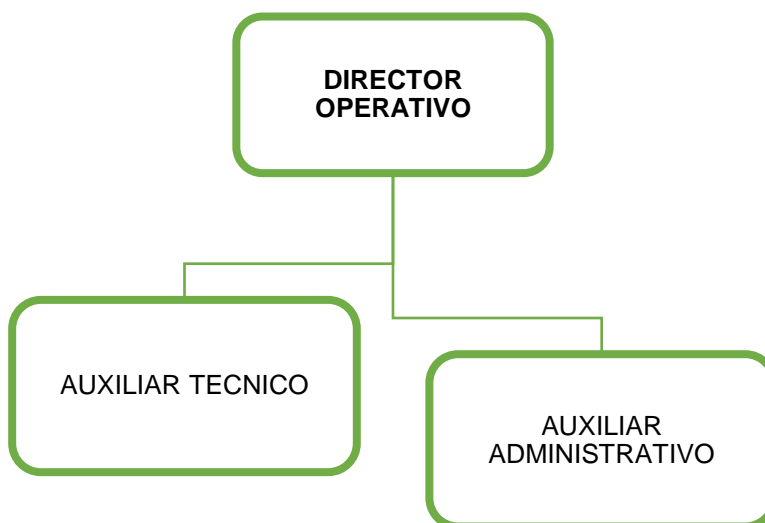 DIRECTOR
OPERATIVO
AUXILIAR TECNICO
AUXILIAR
ADMINISTRATIVO